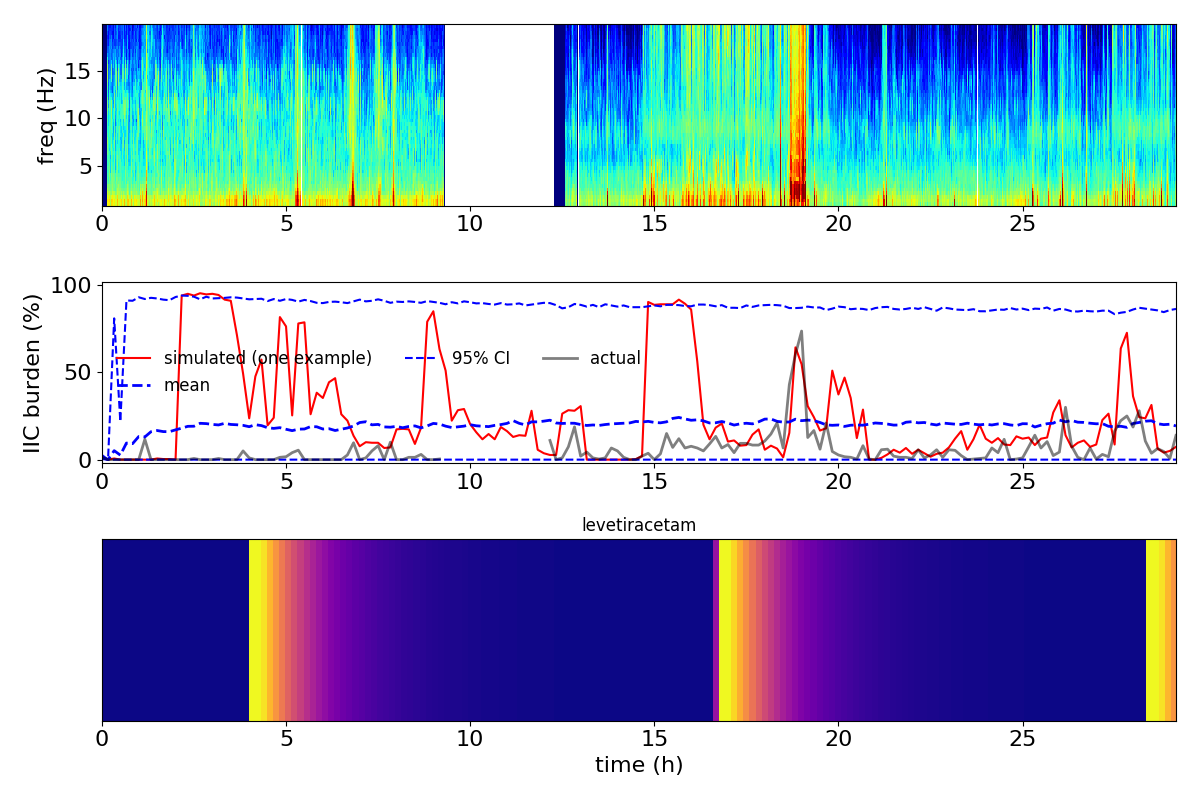 freq (Hz)
15
10
5
0 5 10 15 20 25
IIC burden (%)
100
50
0
simulated (one example) 95% CI actual
mean
0 5 10 15 20 25
levetiracetam
0 5 10 15 20 25
time (h)